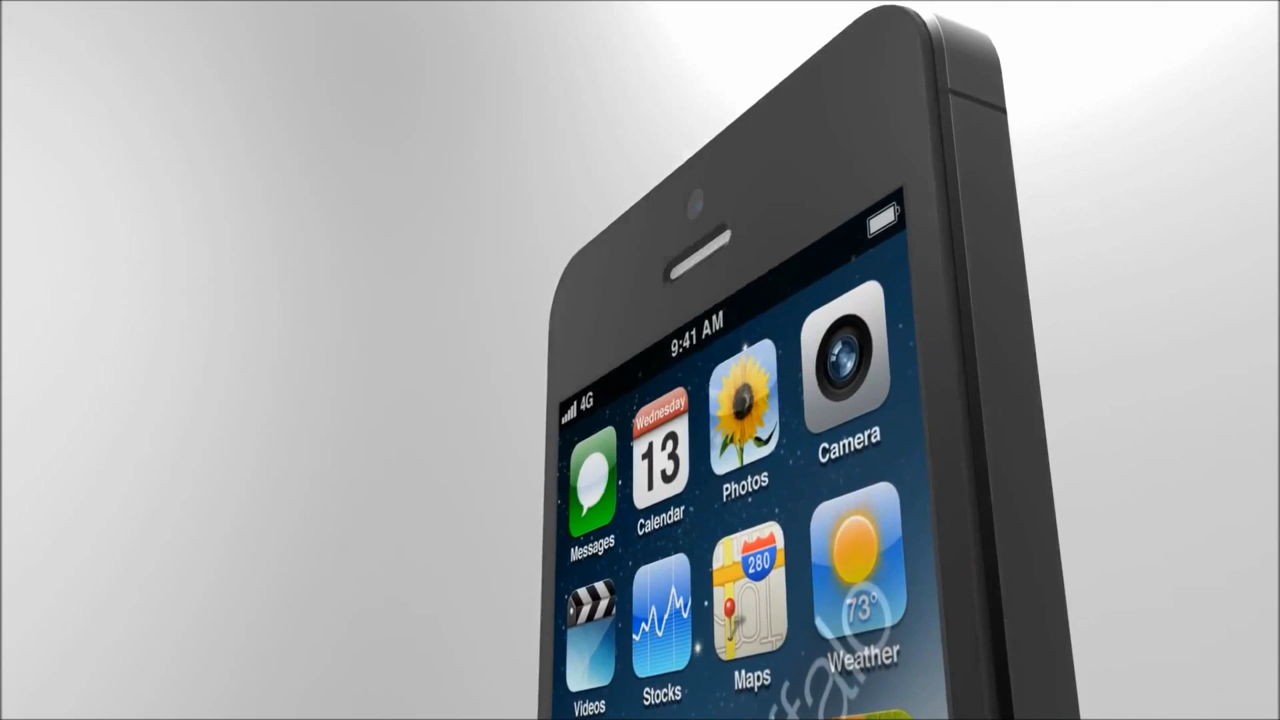 4G 9:41 AM
Wednesday
13
Messages Calendar Photos Camera
280
73°
Videos Stocks Maps Weather